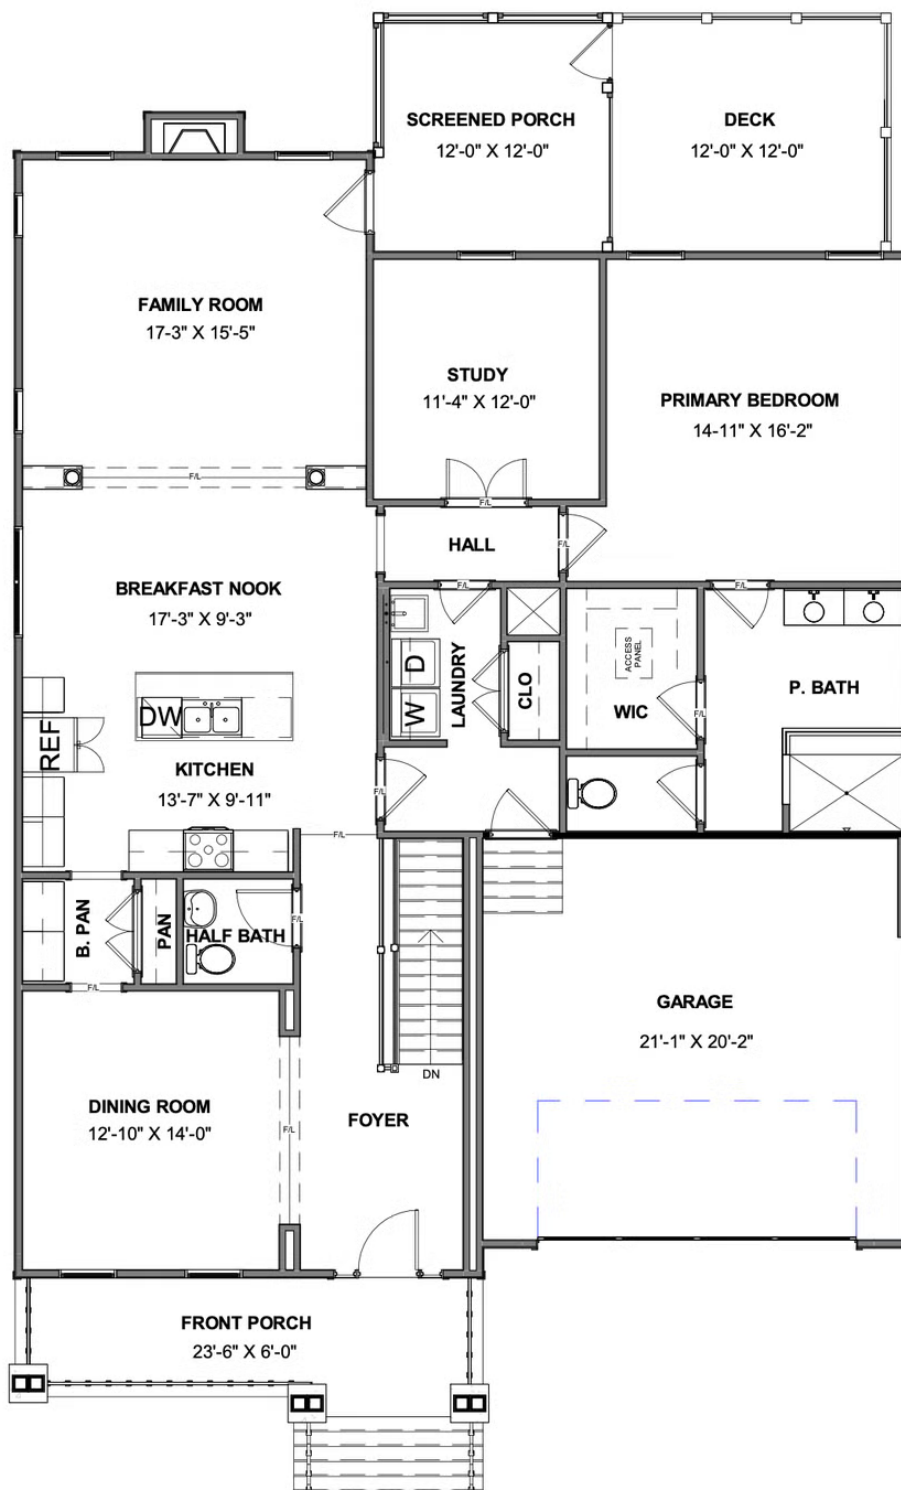 SCREENED PORCH
12'-0" X 12'-0"
DECK
12'-0" X 12'-0"
FAMILY ROOM
17-3" X 15'-5"
STUDY
11'-4" X 12'-0"
PRIMARY BEDROOM
14-11" X 16'-2"
F/L
F/L
HALL
F/L
BREAKFAST NOOK
17'-3" X 9'-3"
F/L
F/L
ACCESS
PANEL
D
W
LAUNDRY
CLO
WIC
F/L
P. BATH
DW
REF
KITCHEN
13'-7" X 9'-11"
F/L
F/L
B. PAN
PAN
HALF BATH
F/L
F/L
GARAGE
21'-1" X 20'-2"
DN
DINING ROOM
12'-10" X 14'-0"
F/L
FOYER
FRONT PORCH
23'-6" X 6'-0"